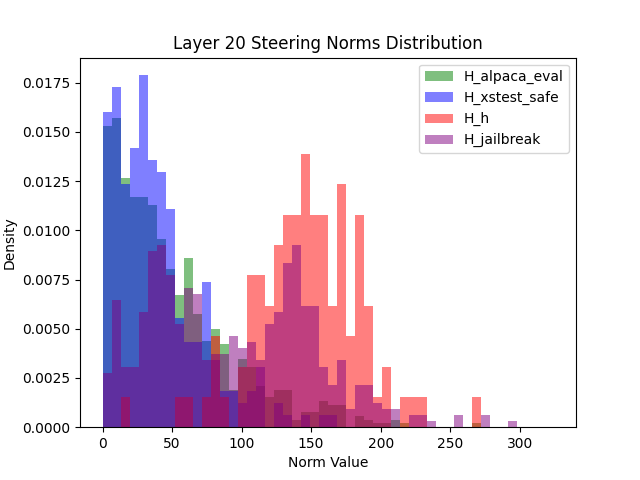 Layer 20 Steering Norms Distribution
H_alpaca_eval
H_xstest_safe
H_h
H_jailbreak
0.0175
0.0150
0.0125
0.0100
0.0075
0.0050
0.0025
0.0000
Density
0 50 100 150 200 250 300
Norm Value